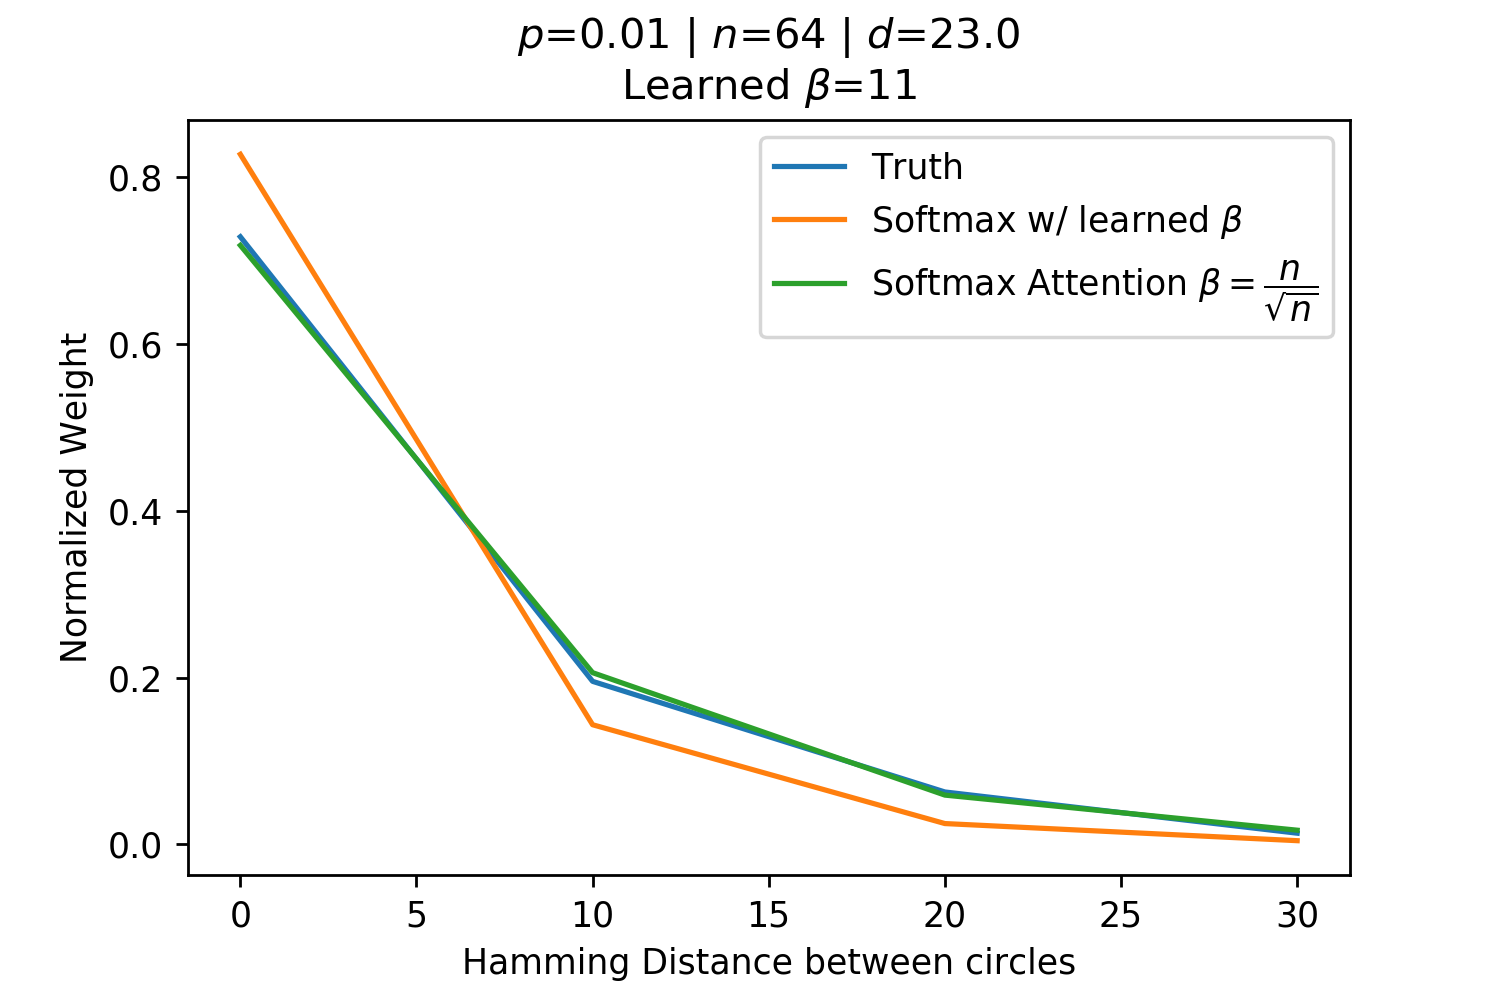 p=0.01 | n=64 | d=23.0
Learned β=11
Truth
Softmax w/ learned β
Softmax Attention β = n/√n
Normalized Weight
0.8
0.6
0.4
0.2
0.0
0 5 10 15 20 25 30
Hamming Distance between circles